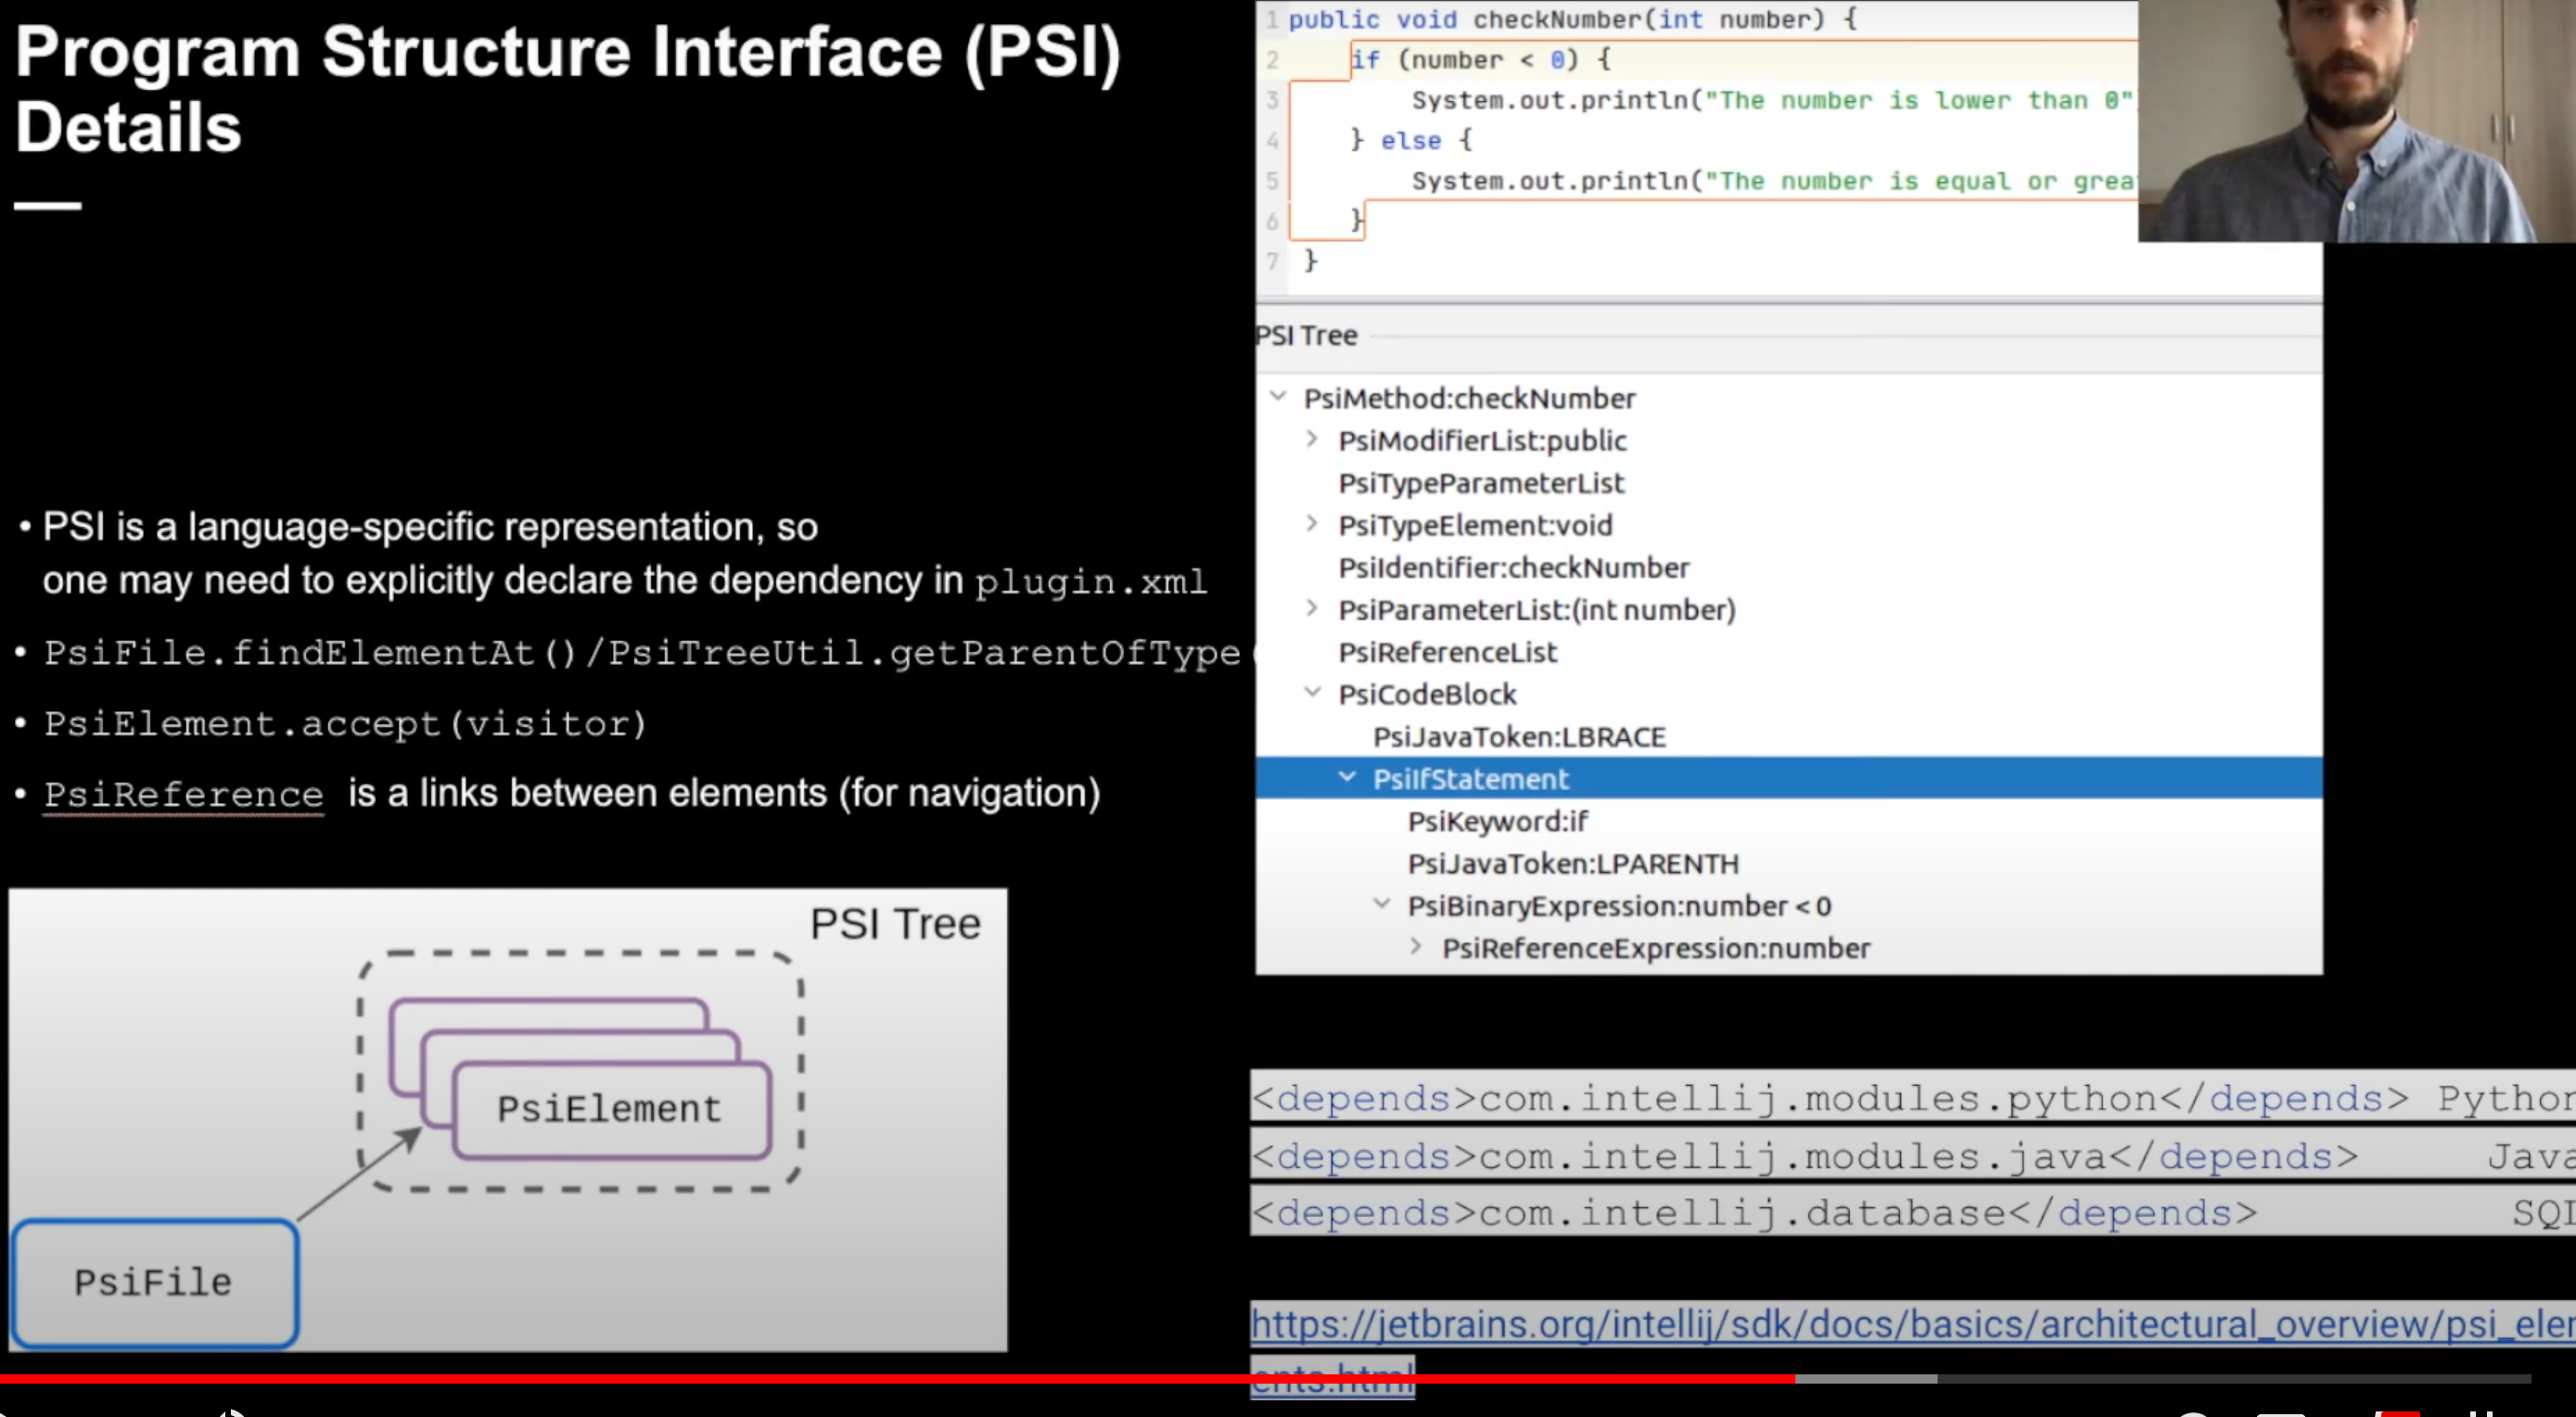 Program Structure Interface (PSI)
Details
• PSI is a language-specific representation, so
one may need to explicitly declare the dependency in plugin.xml
• PsiFile.findElementAt()/PsiTreeUtil.getParentOfType(
• PsiElement.accept(visitor)
• PsiReference is a links between elements (for navigation)
PSI Tree
PsiElement
PsiFile
1 public void checkNumber(int number) {
2 if (number < 0) {
3 System.out.println("The number is lower than 0"
4 } else {
5 System.out.println("The number is equal or grea
6 }
7 }
PSI Tree
PsiMethod:checkNumber
PsiModifierList:public
PsiTypeParameterList
PsiTypeElement:void
PsiIdentifier:checkNumber
PsiParameterList:(int number)
PsiReferenceList
PsiCodeBlock
PsiJavaToken:LBRACE
PsiIfStatement
PsiKeyword:if
PsiJavaToken:LPARENTH
PsiBinaryExpression:number < 0
PsiReferenceExpression:number
<depends>com.intellij.modules.python</depends> Python
<depends>com.intellij.modules.java</depends> Java
<depends>com.intellij.database</depends> SQL
https://jetbrains.org/intellij/sdk/docs/basics/architectural_overview/psi_elem
ents.html